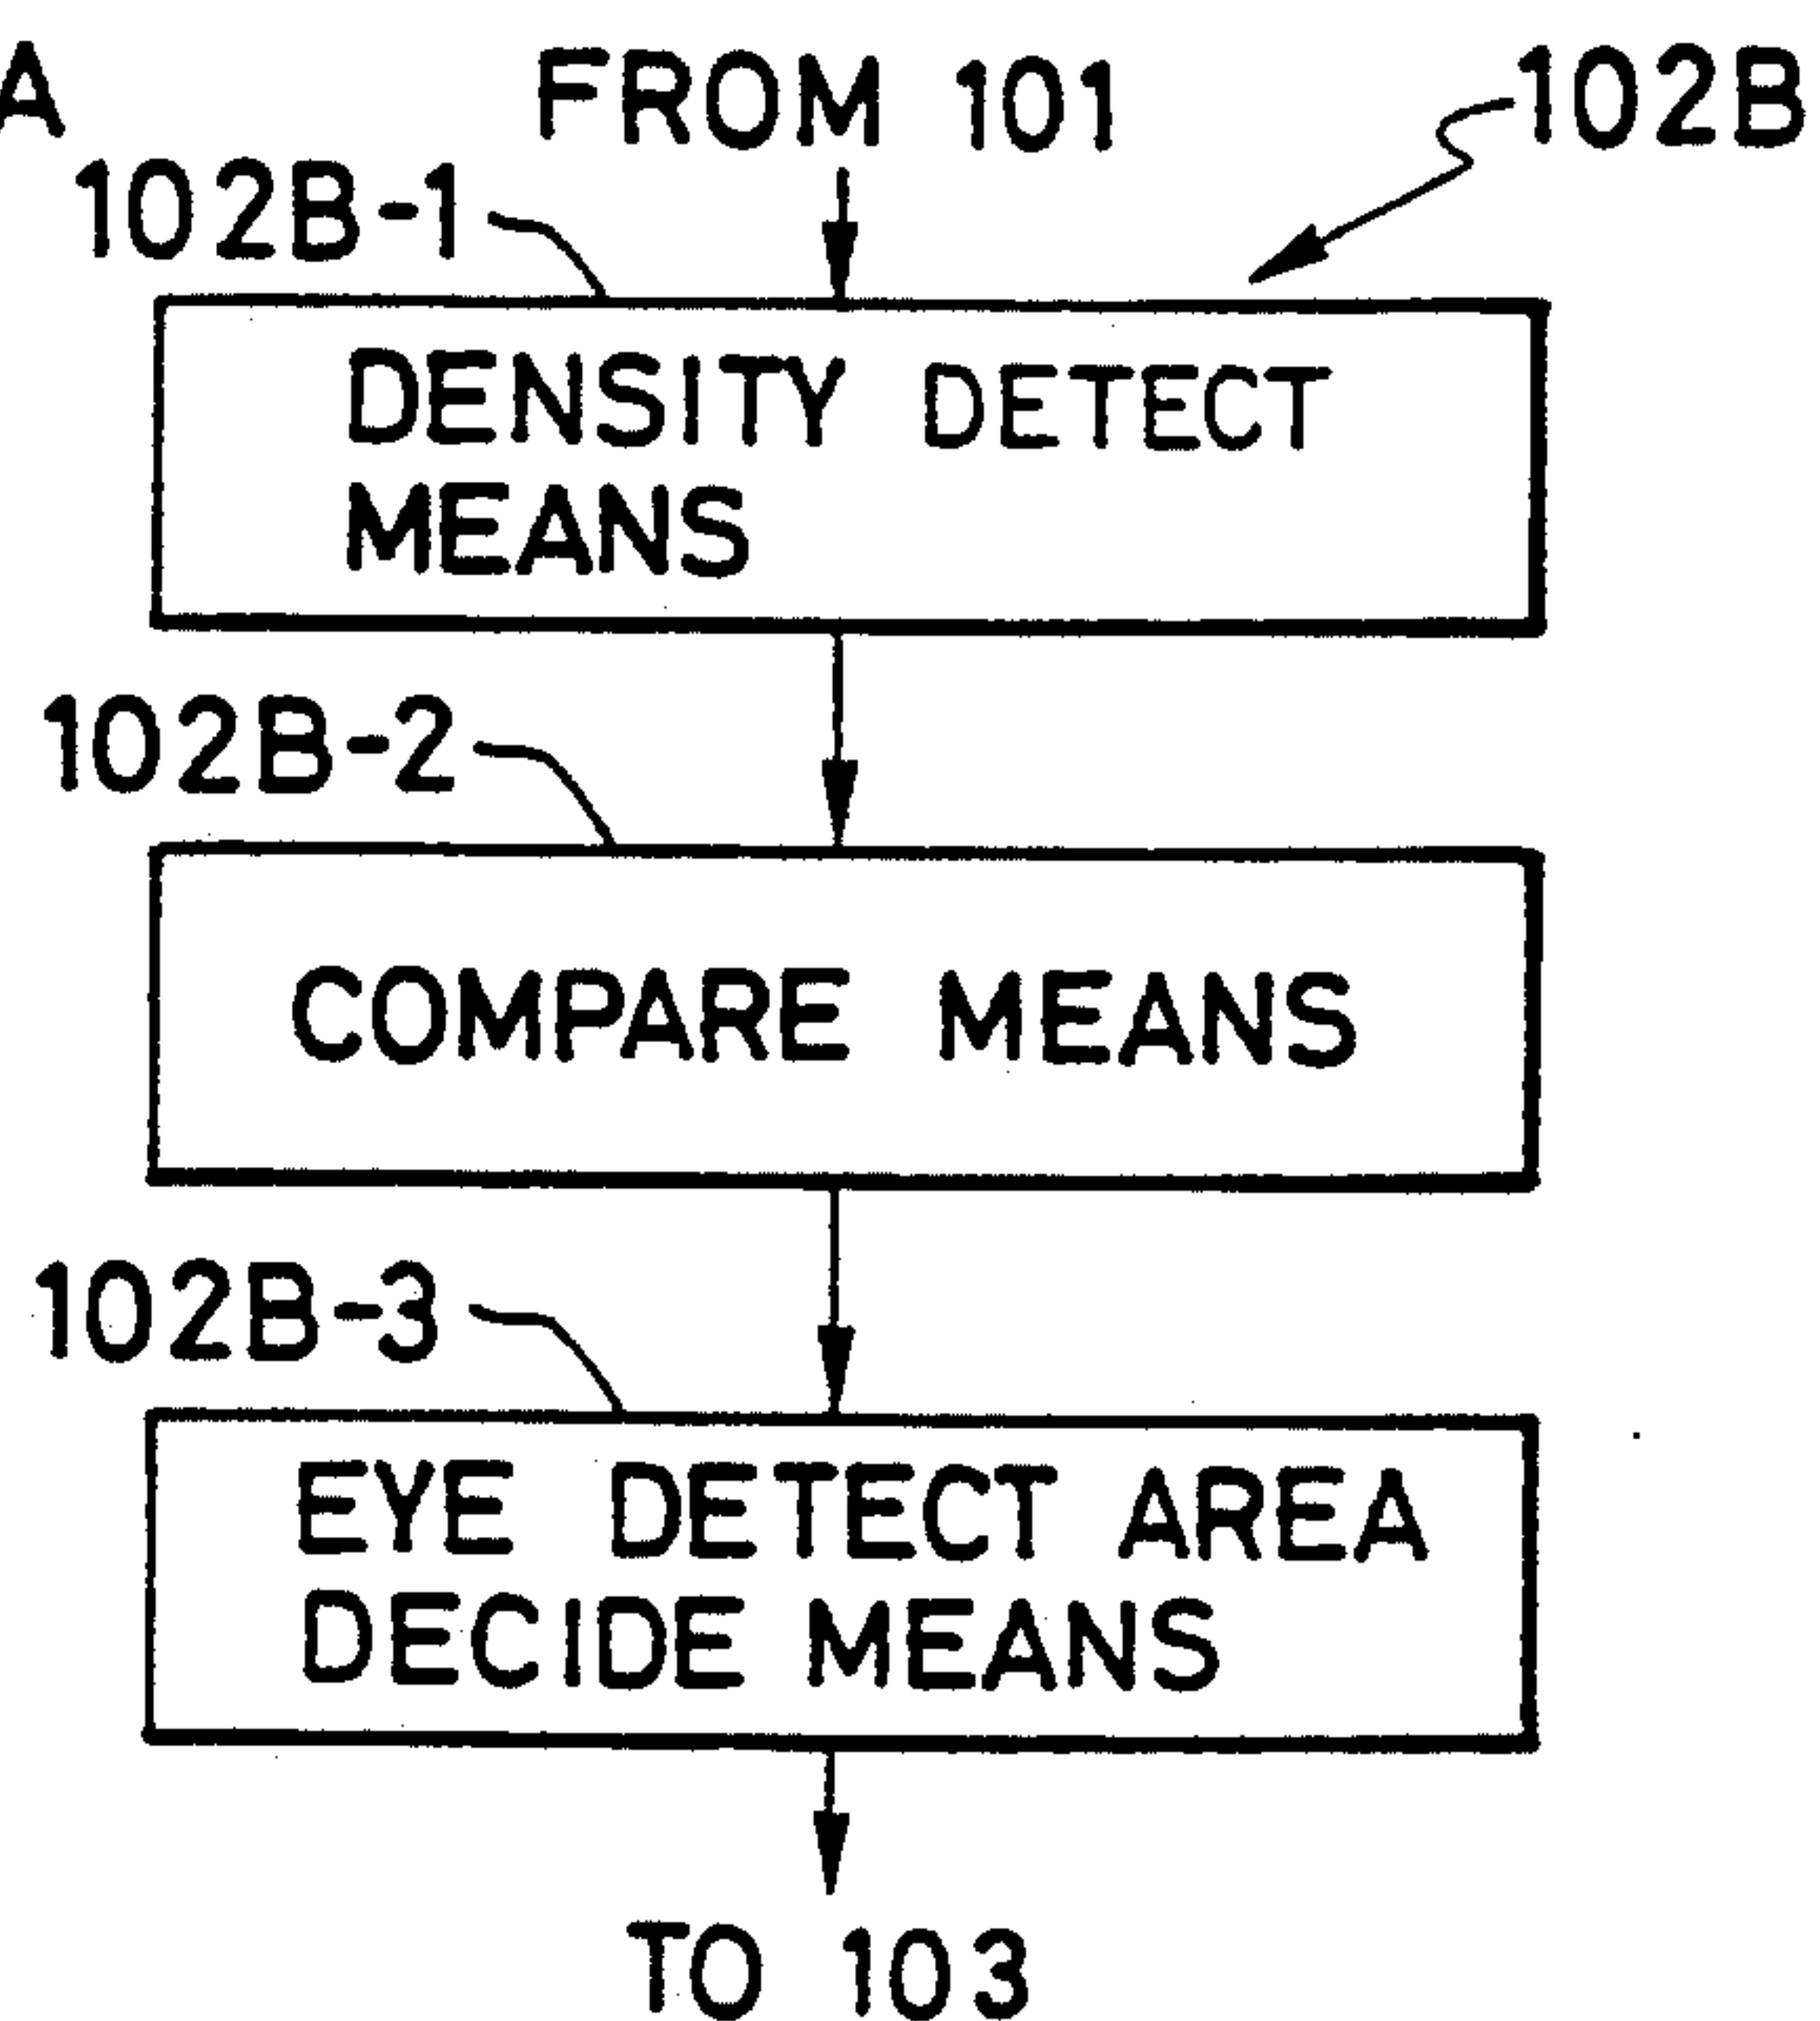 A
FROM 101
102B
102B-1
DENSITY DETECT
MEANS
102B-2
COMPARE MEANS
102B-3
EYE DETECT AREA
DECIDE MEANS
TO 103